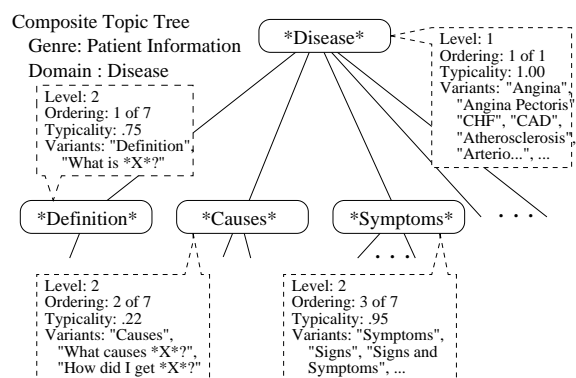 Composite Topic Tree
Genre: Patient Information
Domain : Disease
*Disease*
Level: 1
Ordering: 1 of 1
Typicality: 1.00
Variants: "Angina",
"Angina Pectoris"
"CHF", "CAD",
"Atherosclerosis",
"Arterio...", ...
Level: 2
Ordering: 1 of 7
Typicality: .75
Variants: "Definition",
"What is *X*?"
*Definition*
*Causes*
*Symptoms*
. . .
. . .
Level: 2
Ordering: 2 of 7
Typicality: .22
Variants: "Causes",
"What causes *X*?",
"How did I get *X*?"
Level: 2
Ordering: 3 of 7
Typicality: .95
Variants: "Symptoms",
"Signs", "Signs and
Symptoms", ...